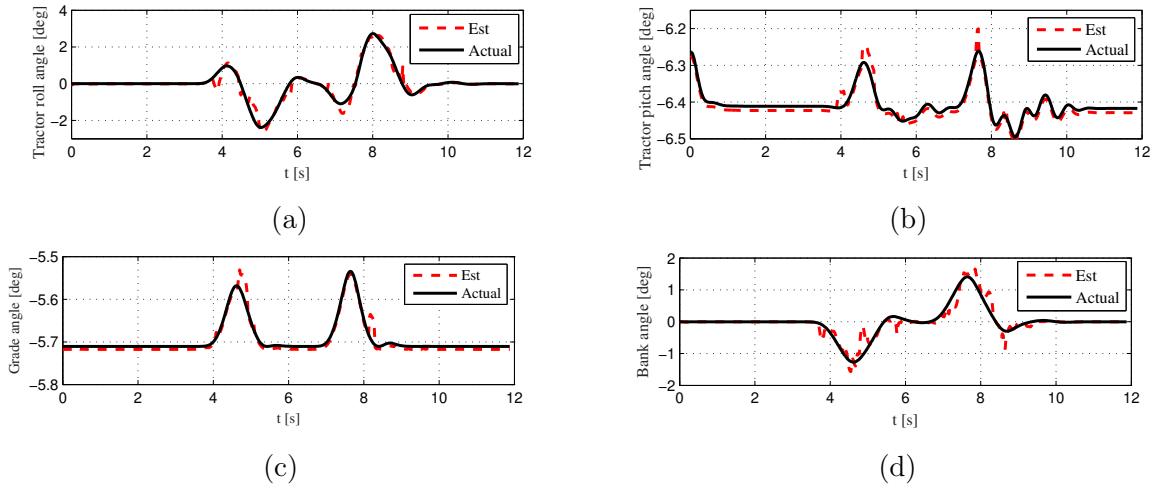 Tractor roll angle [deg]
4
2
0
−2
0 2 4 6 8 10 12
t [s]
Est
Actual
(a)
Tractor pitch angle [deg]
−6.2
−6.3
−6.4
−6.5
0 2 4 6 8 10 12
t [s]
Est
Actual
(b)
Grade angle [deg]
−5.5
−5.6
−5.7
−5.8
0 2 4 6 8 10 12
t [s]
Est
Actual
(c)
Bank angle [deg]
2
1
0
−1
−2
0 2 4 6 8 10 12
t [s]
Est
Actual
(d)